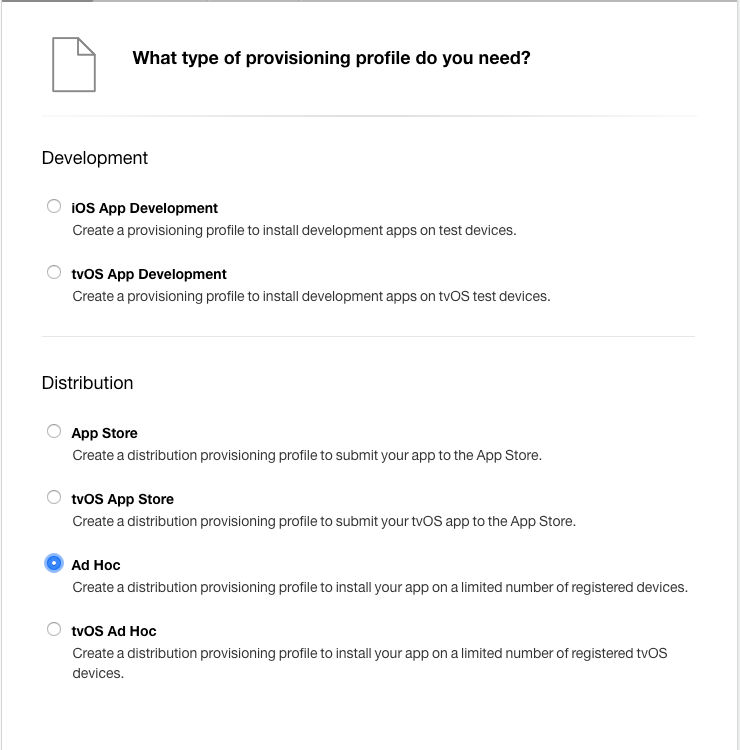 What type of provisioning profile do you need?
Development
iOS App Development
Create a provisioning profile to install development apps on test devices.
tvOS App Development
Create a provisioning profile to install development apps on tvOS test devices.
Distribution
App Store
Create a distribution provisioning profile to submit your app to the App Store.
tvOS App Store
Create a distribution provisioning profile to submit your tvOS app to the App Store.
Ad Hoc
Create a distribution provisioning profile to install your app on a limited number of registered devices.
tvOS Ad Hoc
Create a distribution provisioning profile to install your app on a limited number of registered tvOS
devices.